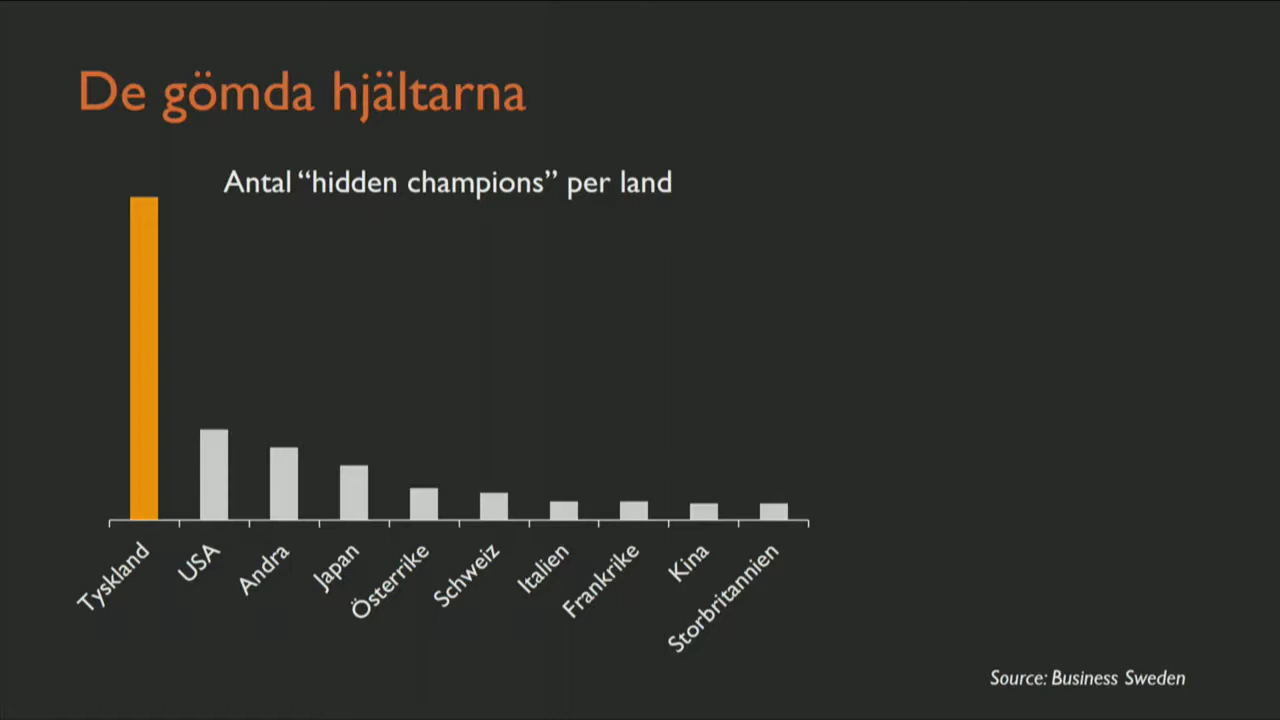 De gömda hjältarna
Antal “hidden champions” per land
Tyskland
USA
Andra
Japan
Österrike
Schweiz
Italien
Frankrike
Kina
Storbritannien
Source: Business Sweden